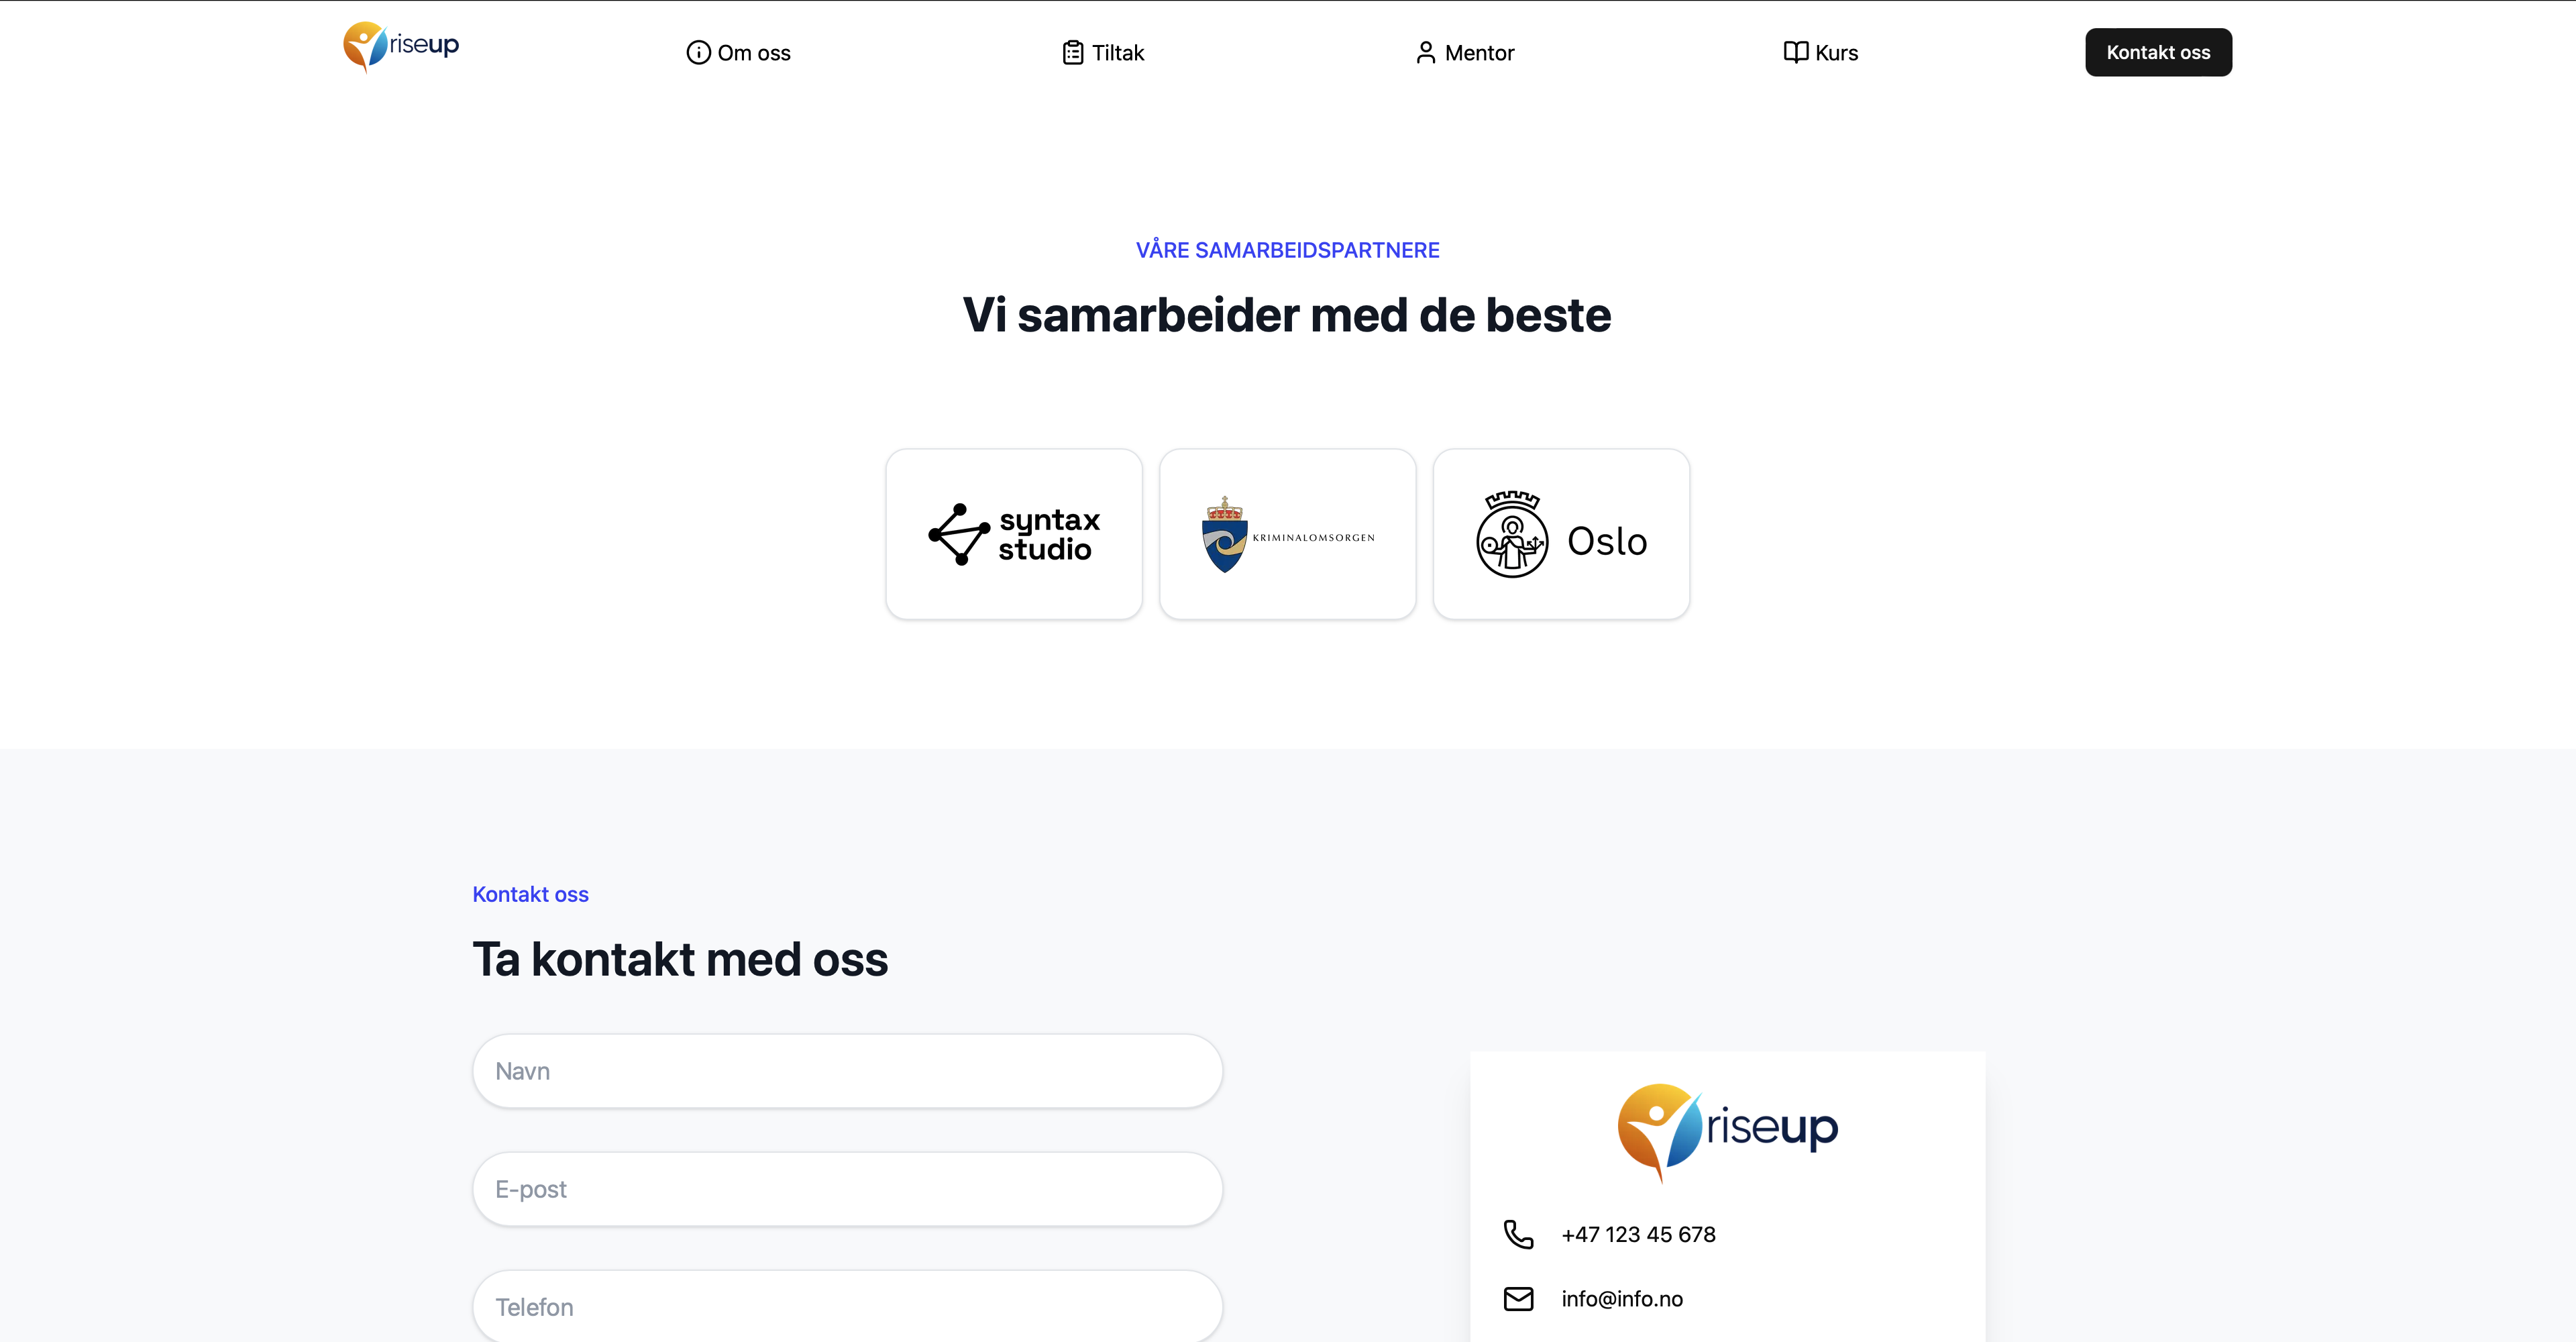 riseup
Om oss
Tiltak
Mentor
Kurs
Kontakt oss
VÅRE SAMARBEIDSPARTNERE
Vi samarbeider med de beste
syntax
studio
KRIMINALOMSORGEN
Oslo
Kontakt oss
Ta kontakt med oss
Navn
E-post
Telefon
riseup
+47 123 45 678
info@info.no